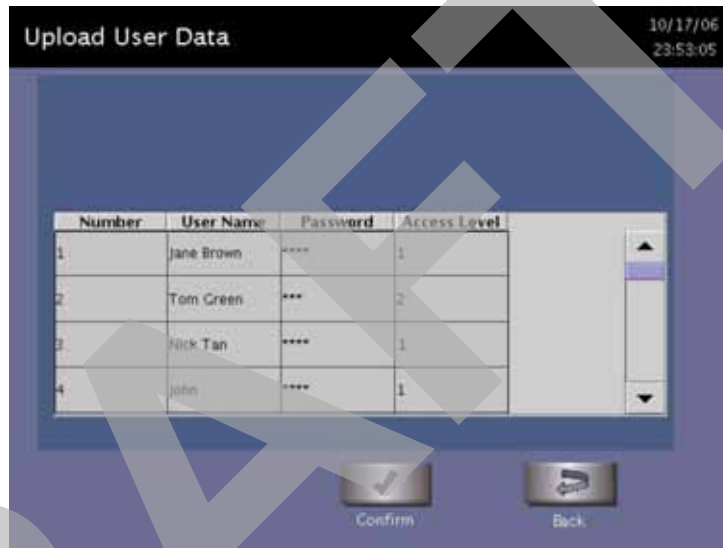 Upload User Data
10/17/06
23:53:05
Number User Name Password Access Level
1 Jane Brown **** 1
2 Tom Green *** 2
3 Nick Tan **** 1
4 John **** 1
Confirm
Back